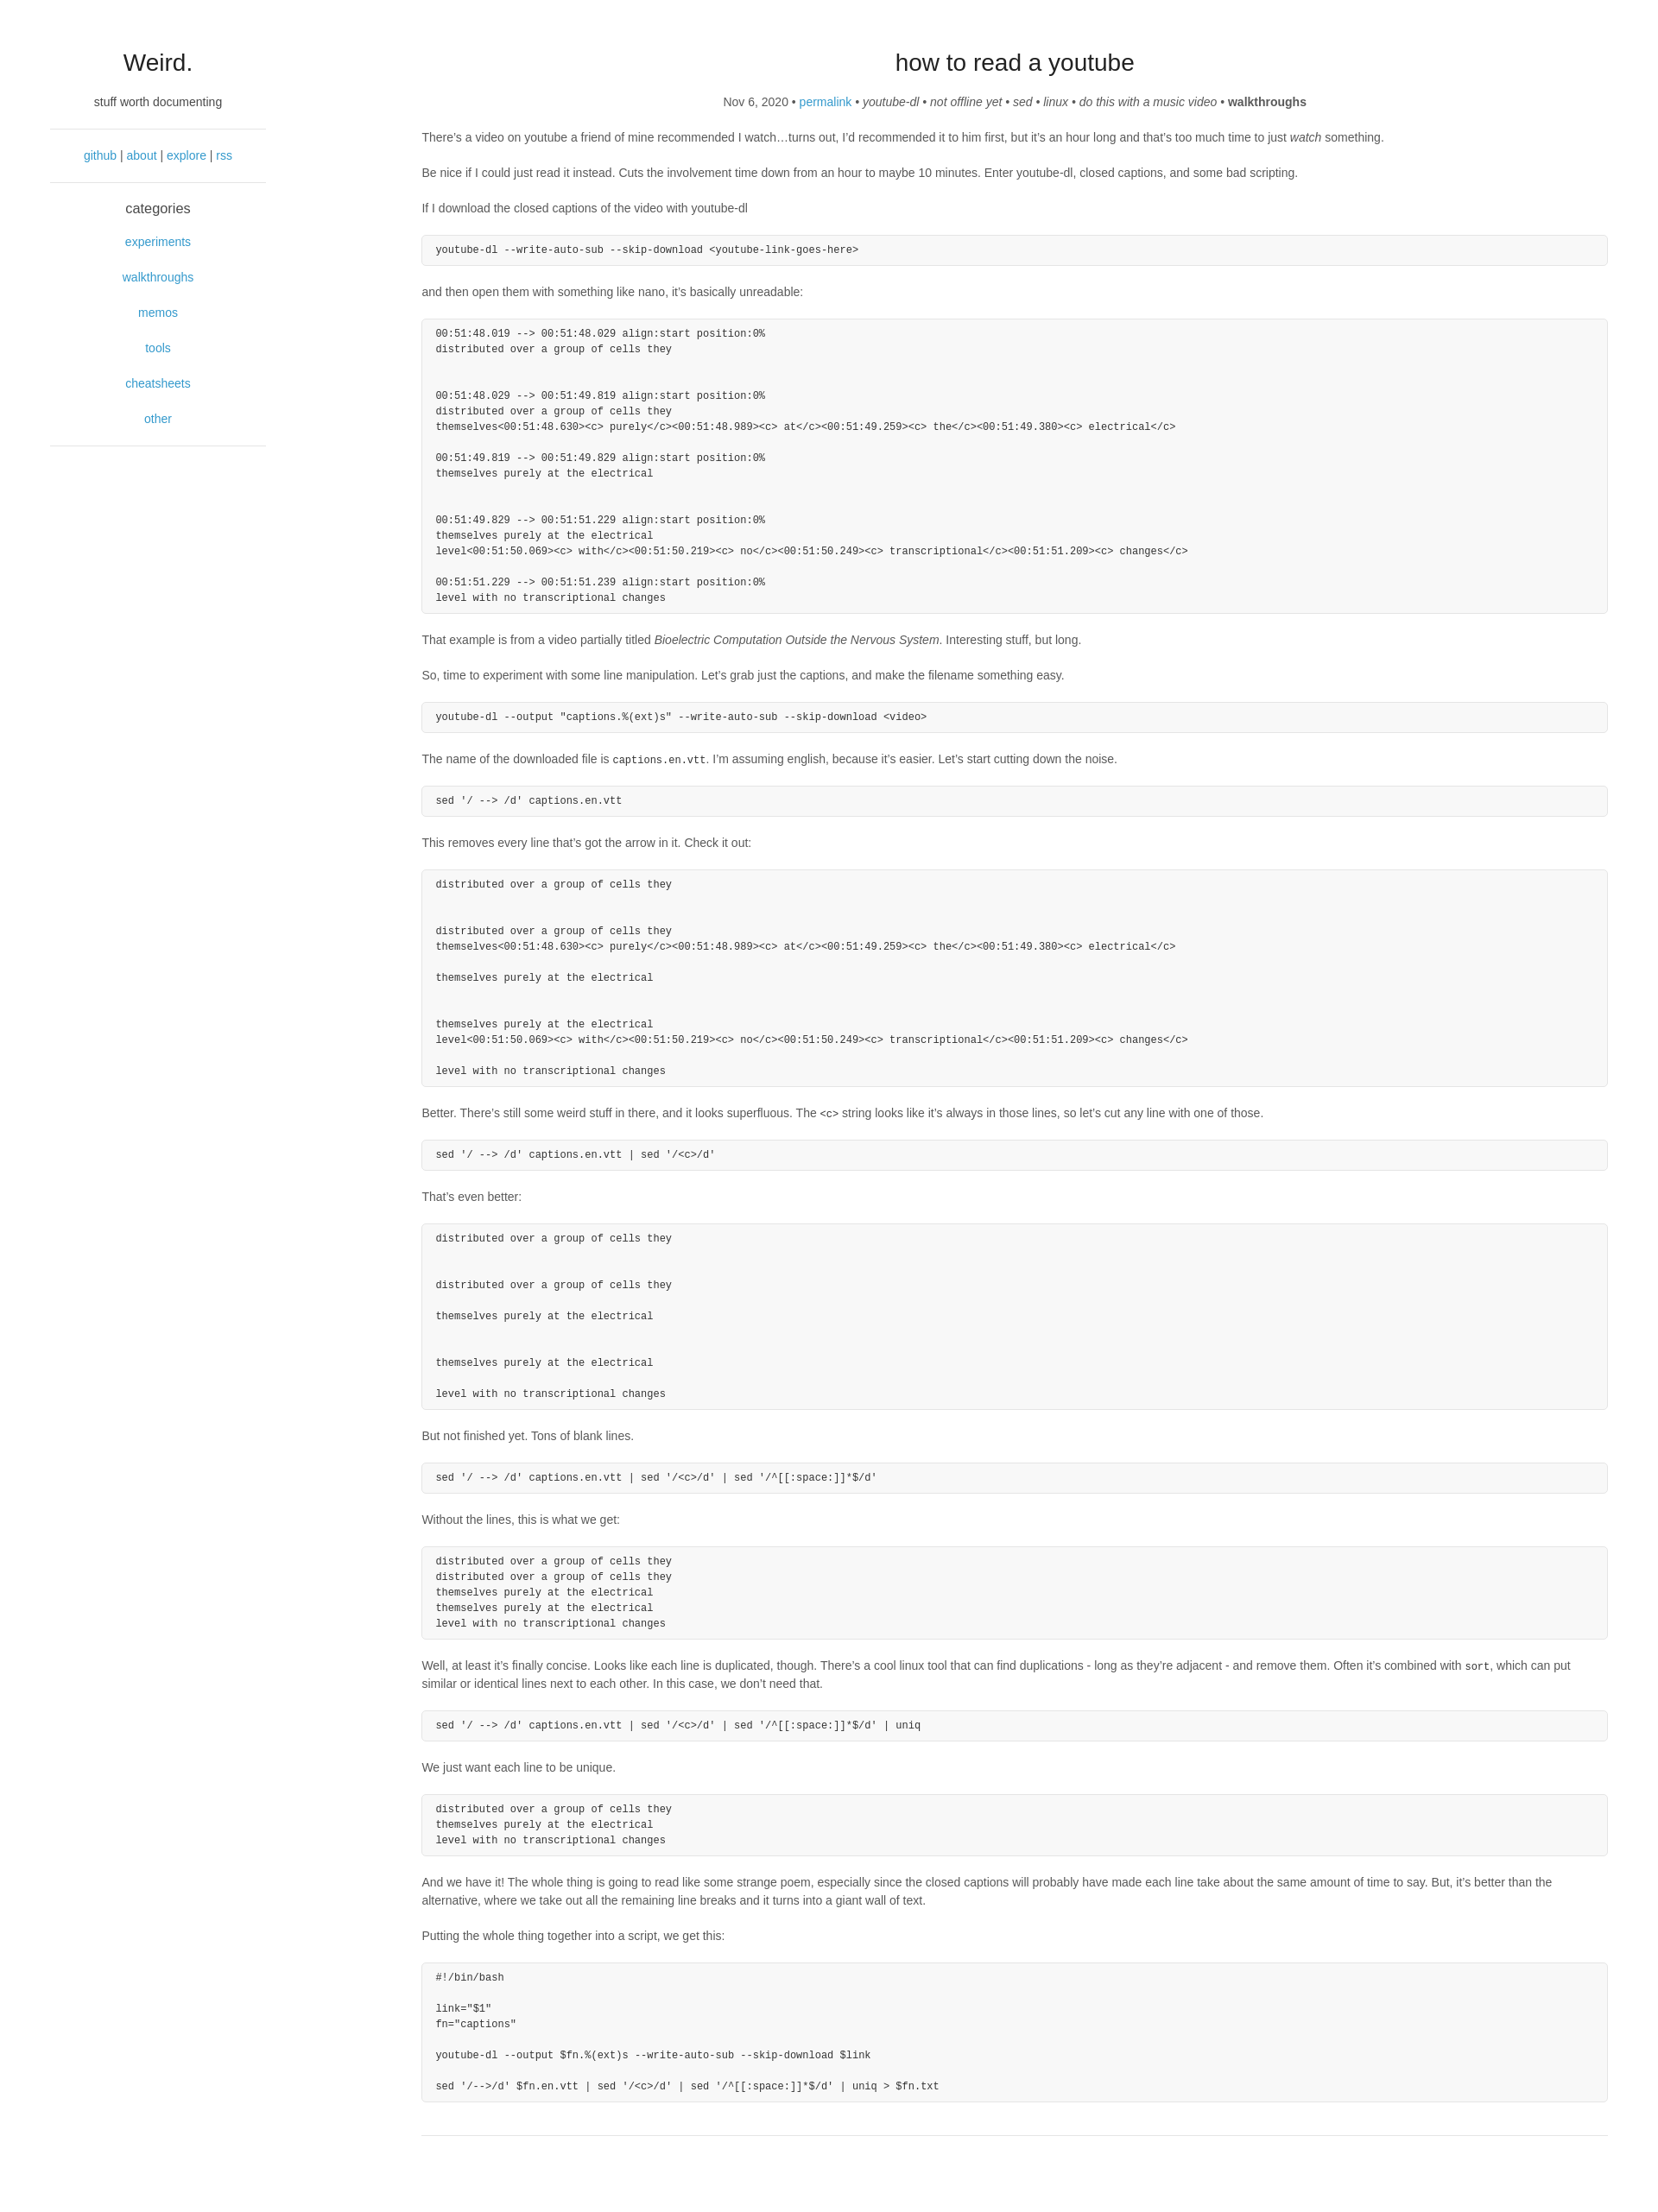 Weird.
stuff worth documenting
github | about | explore | rss
categories
experiments
walkthroughs
memos
tools
cheatsheets
other
how to read a youtube
Nov 6, 2020 • permalink • youtube-dl • not offline yet • sed • linux • do this with a music video • walkthroughs
There’s a video on youtube a friend of mine recommended I watch…turns out, I’d recommended it to him first, but it’s an hour long and that’s too much time to just watch something.
Be nice if I could just read it instead. Cuts the involvement time down from an hour to maybe 10 minutes. Enter youtube-dl, closed captions, and some bad scripting.
If I download the closed captions of the video with youtube-dl
youtube-dl --write-auto-sub --skip-download <youtube-link-goes-here>
and then open them with something like nano, it’s basically unreadable:
00:51:48.019 --> 00:51:48.029 align:start position:0%
distributed over a group of cells they
00:51:48.029 --> 00:51:49.819 align:start position:0%
distributed over a group of cells they
themselves<00:51:48.630><c> purely</c><00:51:48.989><c> at</c><00:51:49.259><c> the</c><00:51:49.380><c> electrical</c>
00:51:49.819 --> 00:51:49.829 align:start position:0%
themselves purely at the electrical
00:51:49.829 --> 00:51:51.229 align:start position:0%
themselves purely at the electrical
level<00:51:50.069><c> with</c><00:51:50.219><c> no</c><00:51:50.249><c> transcriptional</c><00:51:51.209><c> changes</c>
00:51:51.229 --> 00:51:51.239 align:start position:0%
level with no transcriptional changes
That example is from a video partially titled Bioelectric Computation Outside the Nervous System. Interesting stuff, but long.
So, time to experiment with some line manipulation. Let’s grab just the captions, and make the filename something easy.
youtube-dl --output "captions.%(ext)s" --write-auto-sub --skip-download <video>
The name of the downloaded file is captions.en.vtt. I’m assuming english, because it’s easier. Let’s start cutting down the noise.
sed '/ --> /d' captions.en.vtt
This removes every line that’s got the arrow in it. Check it out:
distributed over a group of cells they
distributed over a group of cells they
themselves<00:51:48.630><c> purely</c><00:51:48.989><c> at</c><00:51:49.259><c> the</c><00:51:49.380><c> electrical</c>
themselves purely at the electrical
themselves purely at the electrical
level<00:51:50.069><c> with</c><00:51:50.219><c> no</c><00:51:50.249><c> transcriptional</c><00:51:51.209><c> changes</c>
level with no transcriptional changes
Better. There’s still some weird stuff in there, and it looks superfluous. The <c> string looks like it’s always in those lines, so let’s cut any line with one of those.
sed '/ --> /d' captions.en.vtt | sed '/<c>/d'
That’s even better:
distributed over a group of cells they
distributed over a group of cells they
themselves purely at the electrical
themselves purely at the electrical
level with no transcriptional changes
But not finished yet. Tons of blank lines.
sed '/ --> /d' captions.en.vtt | sed '/<c>/d' | sed '/^[[:space:]]*$/d'
Without the lines, this is what we get:
distributed over a group of cells they
distributed over a group of cells they
themselves purely at the electrical
themselves purely at the electrical
level with no transcriptional changes
Well, at least it’s finally concise. Looks like each line is duplicated, though. There’s a cool linux tool that can find duplications - long as they’re adjacent - and remove them. Often it’s combined with sort, which can put
similar or identical lines next to each other. In this case, we don’t need that.
sed '/ --> /d' captions.en.vtt | sed '/<c>/d' | sed '/^[[:space:]]*$/d' | uniq
We just want each line to be unique.
distributed over a group of cells they
themselves purely at the electrical
level with no transcriptional changes
And we have it! The whole thing is going to read like some strange poem, especially since the closed captions will probably have made each line take about the same amount of time to say. But, it’s better than the
alternative, where we take out all the remaining line breaks and it turns into a giant wall of text.
Putting the whole thing together into a script, we get this:
#!/bin/bash
link="$1"
fn="captions"
youtube-dl --output $fn.%(ext)s --write-auto-sub --skip-download $link
sed '/-->/d' $fn.en.vtt | sed '/<c>/d' | sed '/^[[:space:]]*$/d' | uniq > $fn.txt